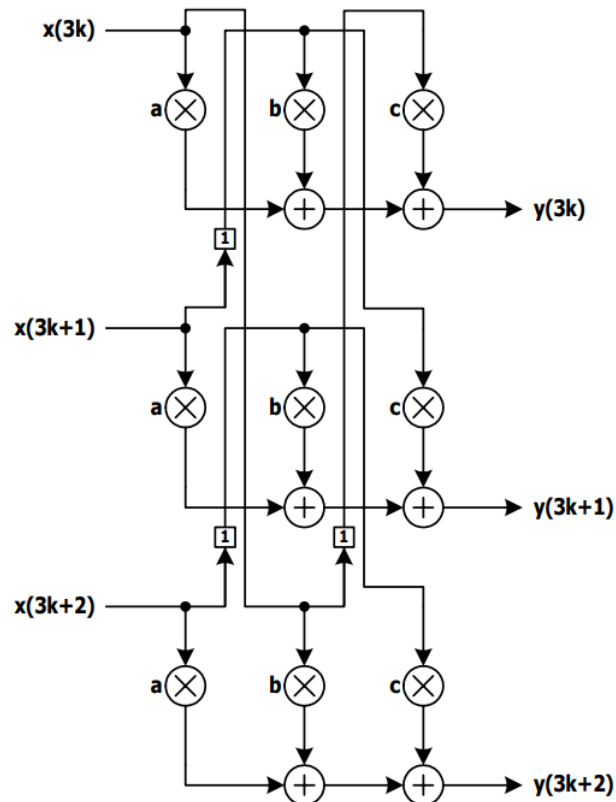 x(3k)
a
b
c
y(3k)
1
x(3k+1)
a
b
c
y(3k+1)
1
1
x(3k+2)
a
b
c
y(3k+2)